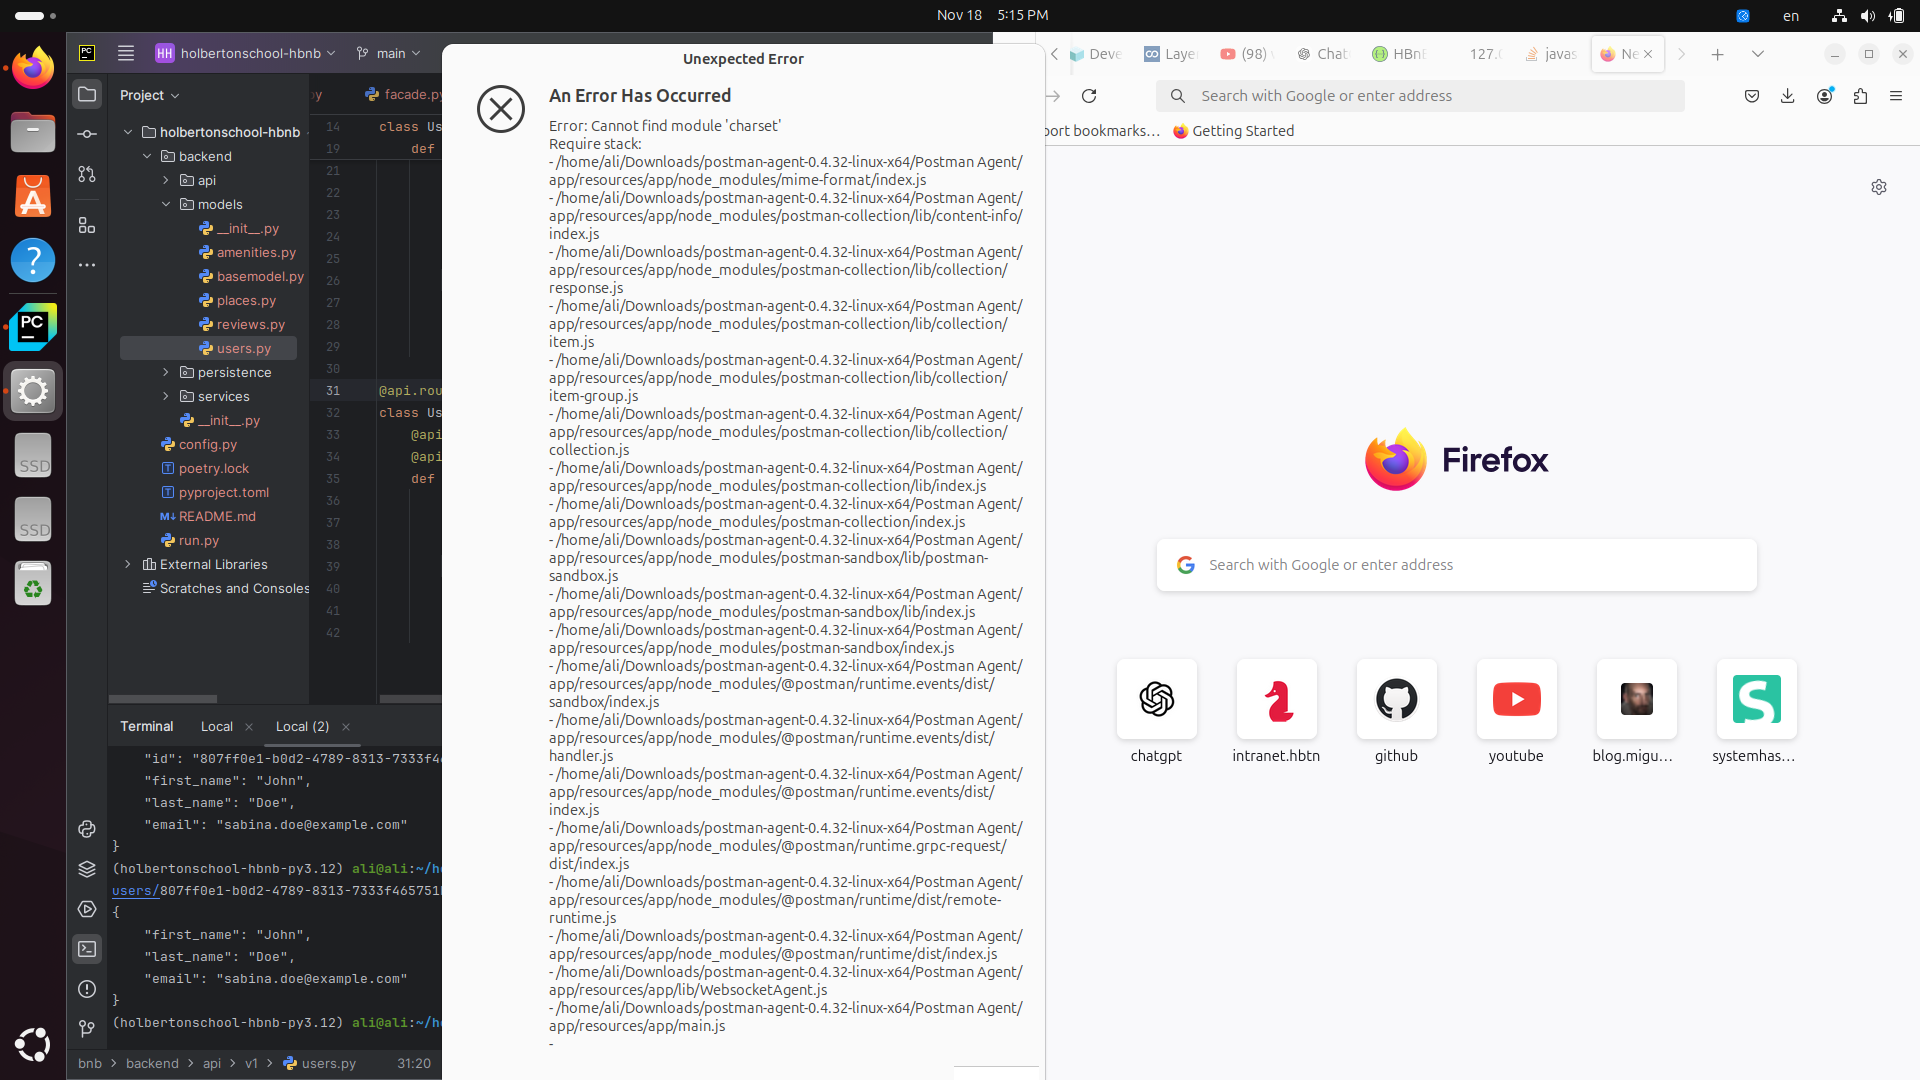 Nov 18 5:15 PM
en
PC
HH holbertonschool-hbnb
main
Project
holbertonschool-hbnb
backend
api
models
__init__.py
amenities.py
basemodel.py
places.py
reviews.py
users.py
persistence
services
__init__.py
config.py
poetry.lock
pyproject.toml
README.md
run.py
External Libraries
Scratches and Consoles
PC
SSD
SSD
facade.py
14 class Us
19 def
21
22
23
24
25
26
27
28
29
30
31 @api.rou
32 class Us
33 @api
34 @api
35 def
36
37
38
39
40
41
42
Terminal Local Local (2)
"id": "807ff0e1-b0d2-4789-8313-7333f46
"first_name": "John",
"last_name": "Doe",
"email": "sabina.doe@example.com"
}
(holbertonschool-hbnb-py3.12) ali@ali:~/h
users/807ff0e1-b0d2-4789-8313-7333f465751
{
"first_name": "John",
"last_name": "Doe",
"email": "sabina.doe@example.com"
}
(holbertonschool-hbnb-py3.12) ali@ali:~/h
bnb > backend > api > v1 > users.py 31:20
Unexpected Error
An Error Has Occurred
Error: Cannot find module 'charset'
Require stack:
- /home/ali/Downloads/postman-agent-0.4.32-linux-x64/Postman Agent/
app/resources/app/node_modules/mime-format/index.js
- /home/ali/Downloads/postman-agent-0.4.32-linux-x64/Postman Agent/
app/resources/app/node_modules/postman-collection/lib/content-info/
index.js
- /home/ali/Downloads/postman-agent-0.4.32-linux-x64/Postman Agent/
app/resources/app/node_modules/postman-collection/lib/collection/
response.js
- /home/ali/Downloads/postman-agent-0.4.32-linux-x64/Postman Agent/
app/resources/app/node_modules/postman-collection/lib/collection/
item.js
- /home/ali/Downloads/postman-agent-0.4.32-linux-x64/Postman Agent/
app/resources/app/node_modules/postman-collection/lib/collection/
item-group.js
- /home/ali/Downloads/postman-agent-0.4.32-linux-x64/Postman Agent/
app/resources/app/node_modules/postman-collection/lib/collection/
collection.js
- /home/ali/Downloads/postman-agent-0.4.32-linux-x64/Postman Agent/
app/resources/app/node_modules/postman-collection/lib/index.js
- /home/ali/Downloads/postman-agent-0.4.32-linux-x64/Postman Agent/
app/resources/app/node_modules/postman-collection/index.js
- /home/ali/Downloads/postman-agent-0.4.32-linux-x64/Postman Agent/
app/resources/app/node_modules/postman-sandbox/lib/postman-
sandbox.js
- /home/ali/Downloads/postman-agent-0.4.32-linux-x64/Postman Agent/
app/resources/app/node_modules/postman-sandbox/lib/index.js
- /home/ali/Downloads/postman-agent-0.4.32-linux-x64/Postman Agent/
app/resources/app/node_modules/postman-sandbox/index.js
- /home/ali/Downloads/postman-agent-0.4.32-linux-x64/Postman Agent/
app/resources/app/node_modules/@postman/runtime.events/dist/
sandbox/index.js
- /home/ali/Downloads/postman-agent-0.4.32-linux-x64/Postman Agent/
app/resources/app/node_modules/@postman/runtime.events/dist/
handler.js
- /home/ali/Downloads/postman-agent-0.4.32-linux-x64/Postman Agent/
app/resources/app/node_modules/@postman/runtime.events/dist/
index.js
- /home/ali/Downloads/postman-agent-0.4.32-linux-x64/Postman Agent/
app/resources/app/node_modules/@postman/runtime.grpc-request/
dist/index.js
- /home/ali/Downloads/postman-agent-0.4.32-linux-x64/Postman Agent/
app/resources/app/node_modules/@postman/runtime/dist/remote-
runtime.js
- /home/ali/Downloads/postman-agent-0.4.32-linux-x64/Postman Agent/
app/resources/app/node_modules/@postman/runtime/dist/index.js
- /home/ali/Downloads/postman-agent-0.4.32-linux-x64/Postman Agent/
app/resources/app/lib/WebsocketAgent.js
- /home/ali/Downloads/postman-agent-0.4.32-linux-x64/Postman Agent/
app/resources/app/main.js
-
Deve Laye (98) Chat HBnE 127.0 javas Ne
Search with Google or enter address
port bookmarks… Getting Started
Firefox
Search with Google or enter address
chatgpt intranet.hbtn github youtube blog.migu… systemhas…